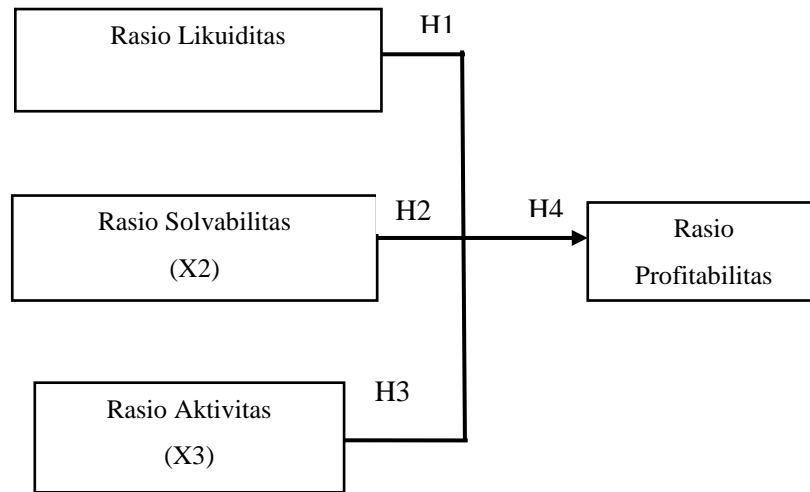 Rasio Likuiditas
H1
Rasio Solvabilitas
(X2)
H2
H4
Rasio
Profitabilitas
Rasio Aktivitas
(X3)
H3